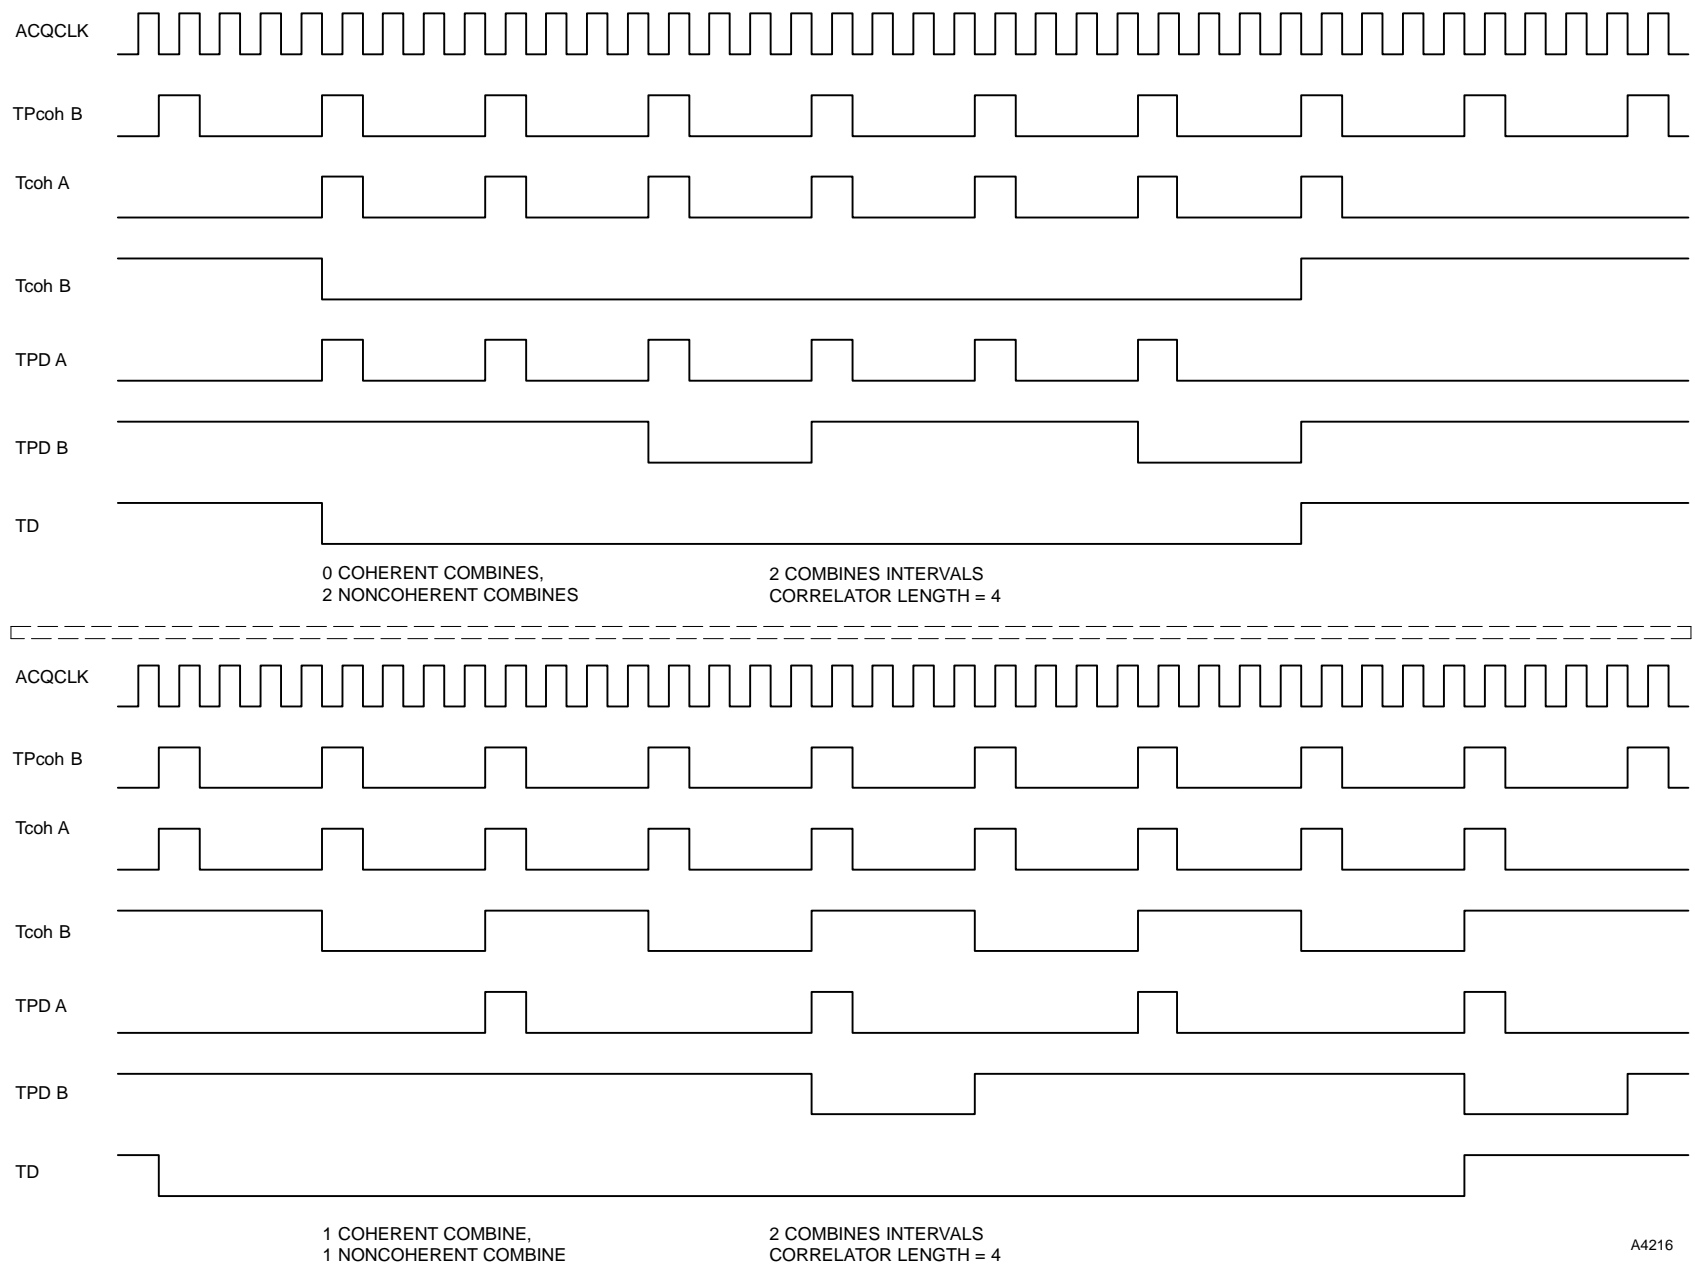 ACQCLK
TPcoh B
Tcoh A
Tcoh B
TPD A
TPD B
TD
0 COHERENT COMBINES,
2 NONCOHERENT COMBINES
2 COMBINES INTERVALS
CORRELATOR LENGTH = 4
ACQCLK
TPcoh B
Tcoh A
Tcoh B
TPD A
TPD B
TD
1 COHERENT COMBINE,
1 NONCOHERENT COMBINE
2 COMBINES INTERVALS
CORRELATOR LENGTH = 4
A4216